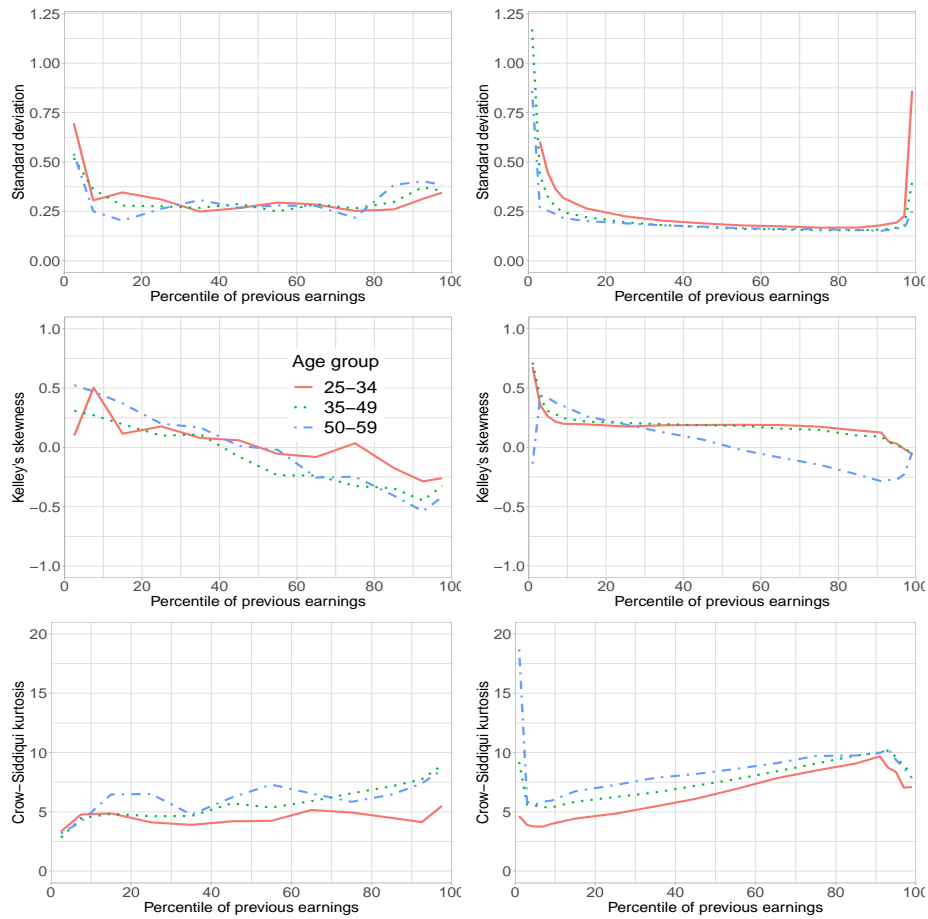 1.25
1.00
0.75
0.50
0.25
0.00
Standard deviation
0 20 40 60 80 100
Percentile of previous earnings
1.25
1.00
0.75
0.50
0.25
0.00
Standard deviation
0 20 40 60 80 100
Percentile of previous earnings
1.0
0.5
0.0
−0.5
−1.0
Kelley's skewness
Age group
25−34
35−49
50−59
0 20 40 60 80 100
Percentile of previous earnings
1.0
0.5
0.0
−0.5
−1.0
Kelley's skewness
0 20 40 60 80 100
Percentile of previous earnings
20
15
10
5
0
Crow−Siddiqui kurtosis
0 20 40 60 80 100
Percentile of previous earnings
20
15
10
5
0
Crow−Siddiqui kurtosis
0 20 40 60 80 100
Percentile of previous earnings